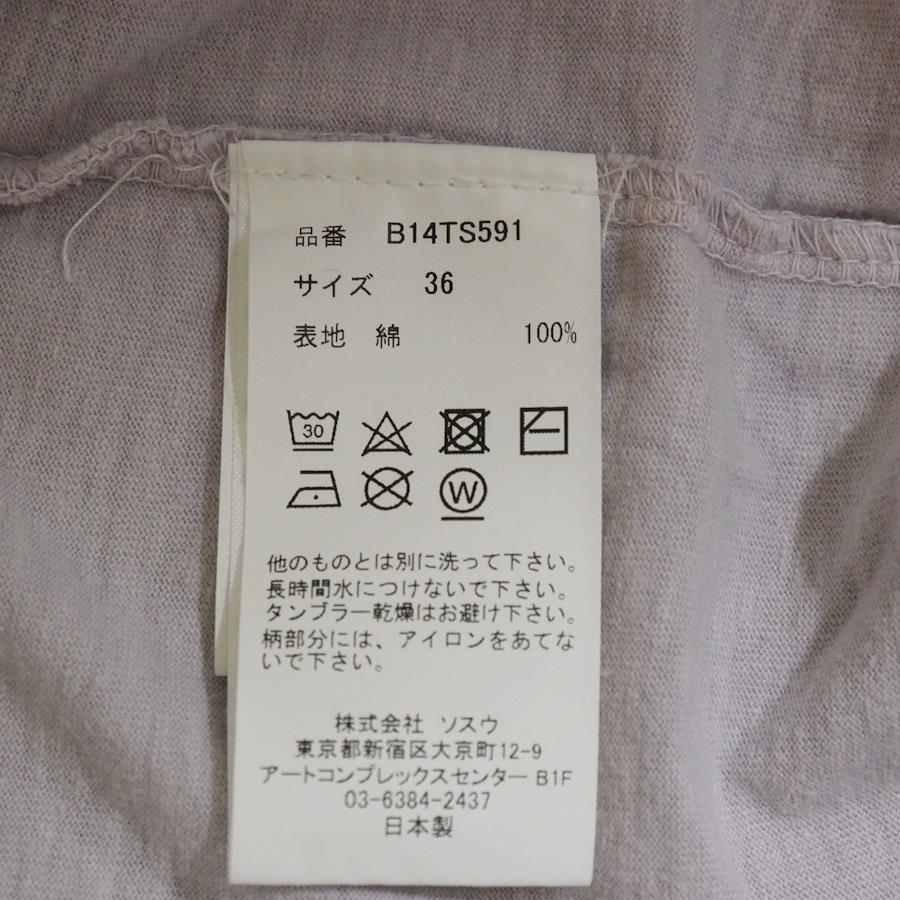 品番 B14TS591
サイズ 36
表地 綿 100%
30
W
他のものとは別に洗って下さい。
長時間水につけないで下さい。
タンブラー乾燥はお避け下さい。
柄部分には、アイロンをあてな
いで下さい。
株式会社 ソスウ
東京都新宿区大京町12-9
アートコンプレックスセンター B1F
03-6384-2437
日本製